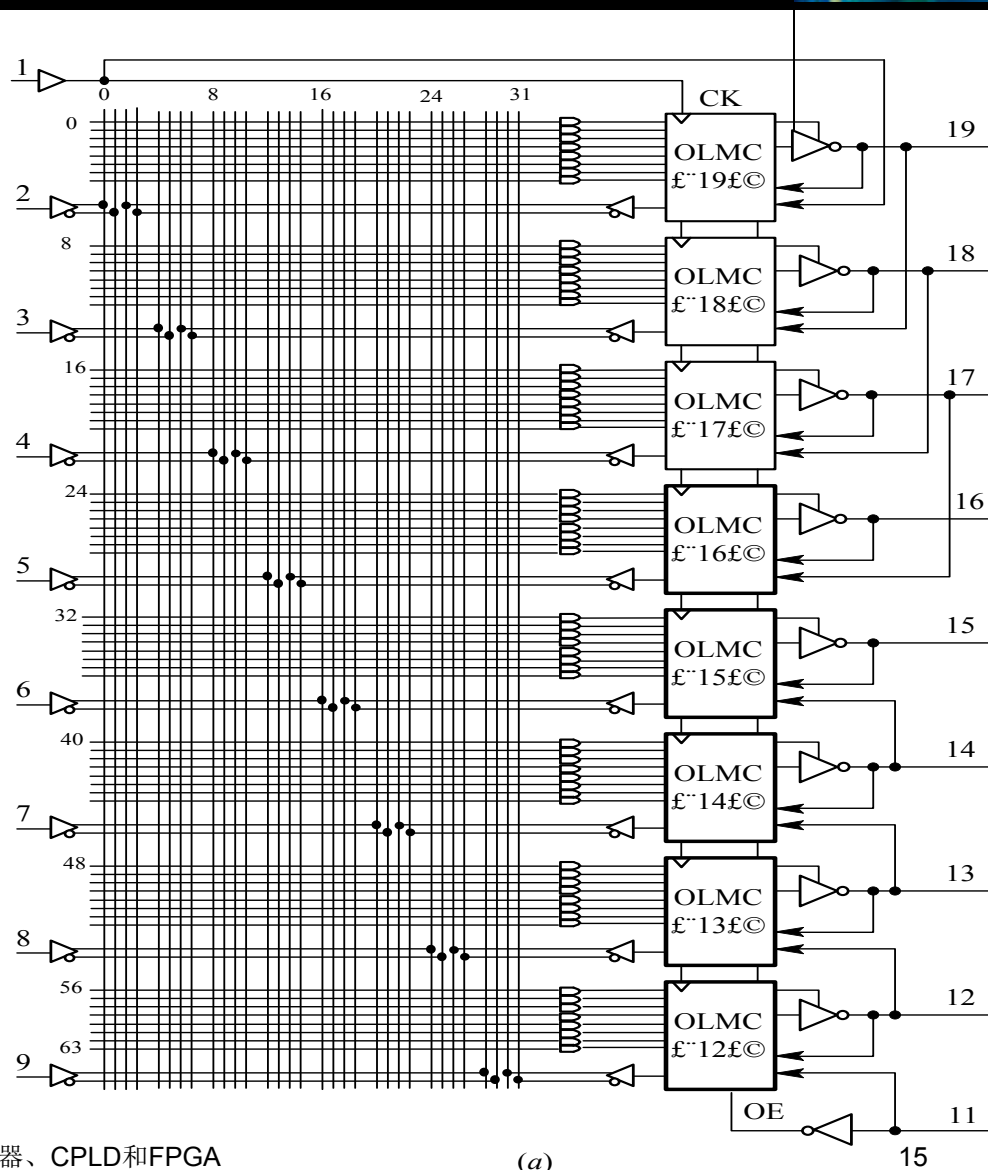 1
0 8 16 24 31
CK
0
OLMC
£¨19£©
19
2
8
OLMC
£¨18£©
18
3
16
OLMC
£¨17£©
17
4
24
OLMC
£¨16£©
16
5
32
OLMC
£¨15£©
15
6
40
OLMC
£¨14£©
14
7
48
OLMC
£¨13£©
13
8
56
OLMC
£¨12£©
12
63
9
OE
11
器、CPLD和FPGA
(a)
15